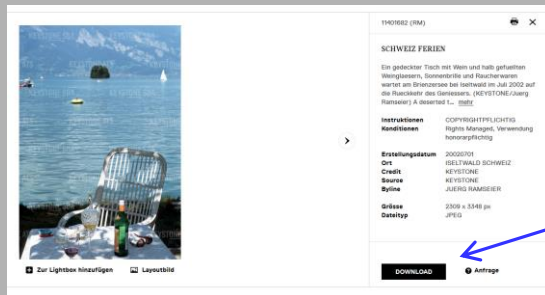 11401682 (RM)
SCHWEIZ FERIEN
Ein gedeckter Tisch mit Wein und halb gefuellten
Weinglaesern, Sonnenbrille und Raucherwaren
wartet am Brienzersee bei Iseltwald im Juli 2002 auf
die Rueckkehr des Geniessers. (KEYSTONE/Juerg
Ramseier) A deserted t... mehr
Instruktionen COPYRIGHTPFLICHTIG
Konditionen Rights Managed, Verwendung
honorarpflichtig
Erstellungsdatum 20020701
Ort ISELTWALD SCHWEIZ
Credit KEYSTONE
Source KEYSTONE
Byline JUERG RAMSEIER
Grösse 2309 x 3348 px
Dateityp JPEG
Zur Lightbox hinzufügen Layoutbild
DOWNLOAD Anfrage